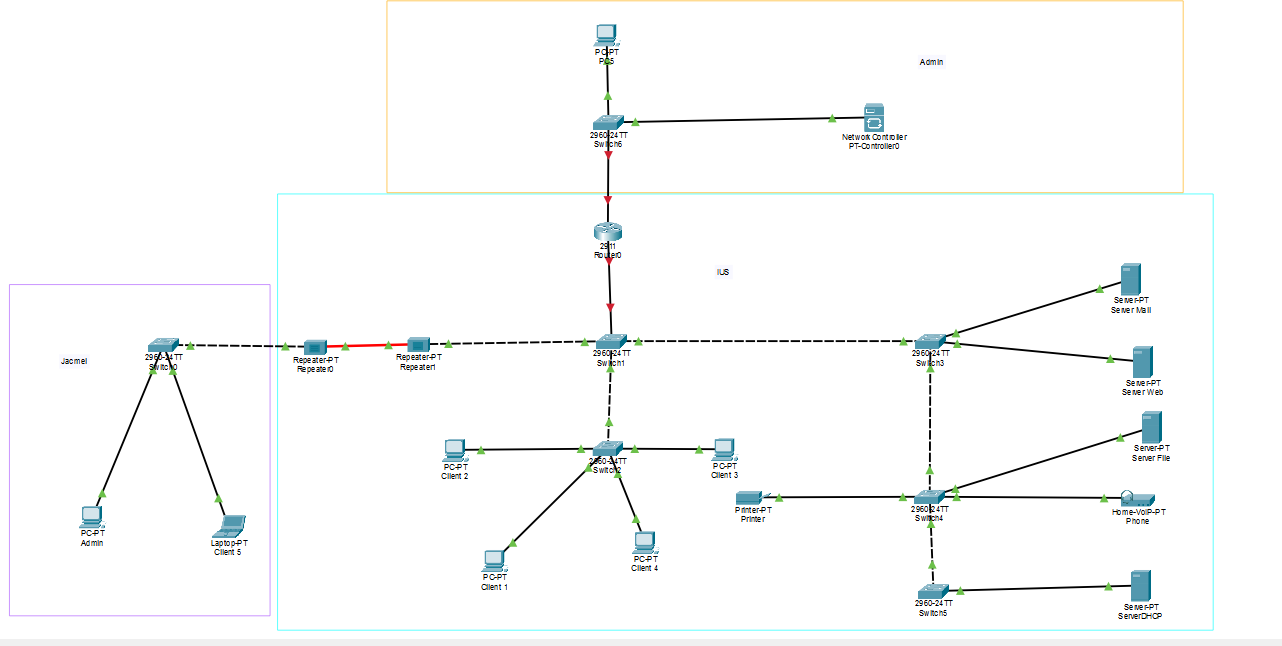 PC-PT
PC5
Admin
2960-24TT
Switch6
Network Controller
PT-Controller0
2911
Router0
IUS
Server-PT
Server Mail
Jacmel
2960-24TT
Switch0
Repeater-PT
Repeater0
Repeater-PT
Repeater1
2960-24TT
Switch1
2960-24TT
Switch3
Server-PT
Server Web
PC-PT
Client 2
2960-24TT
Switch2
PC-PT
Client 3
Server-PT
Server File
Printer-PT
Printer
2960-24TT
Switch4
Home-VoIP-PT
Phone
PC-PT
Admin
Laptop-PT
Client 5
PC-PT
Client 1
PC-PT
Client 4
2960-24TT
Switch5
Server-PT
ServerDHCP